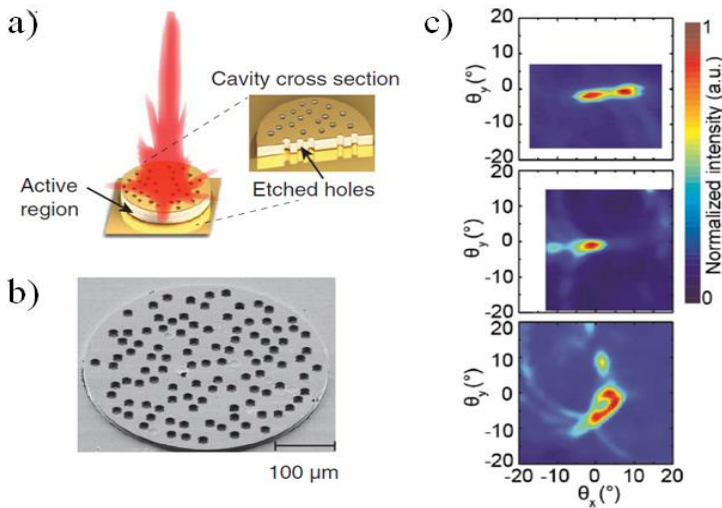 a)
Cavity cross section
Active
region
Etched holes
b)
100 µm
c)
θy(°)
20
10
0
-10
-20
θy(°)
20
10
0
-10
-20
θy(°)
20
10
0
-10
-20
-20 -10 0 10 20
θx(°)
1
Normalized intensity (a.u.)
0